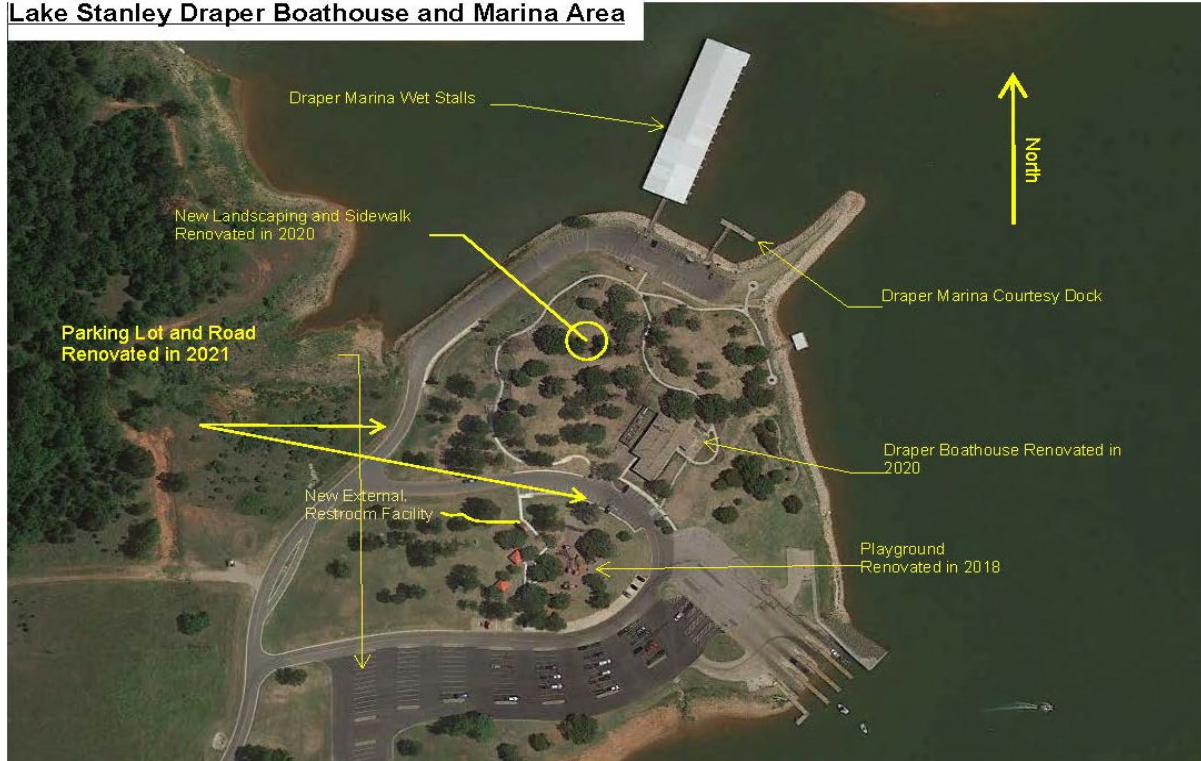 Lake Stanley Draper Boathouse and Marina Area
Draper Marina Wet Stalls
North
New Landscaping and Sidewalk
Renovated in 2020
Draper Marina Courtesy Dock
Parking Lot and Road
Renovated in 2021
Draper Boathouse Renovated in
2020
New External,
Restroom Facility
Playground
Renovated in 2018